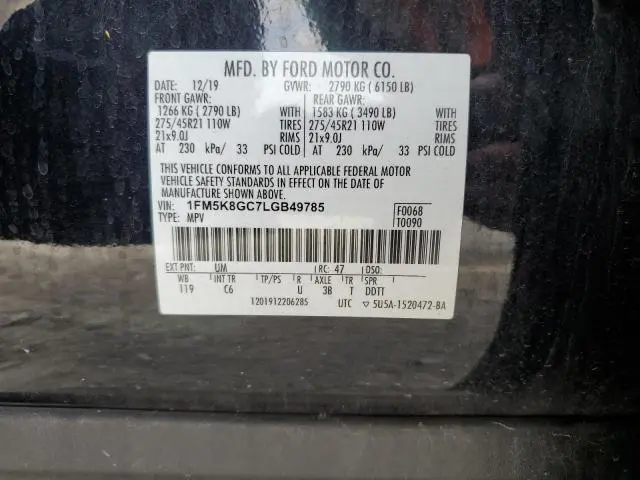 MFD. BY FORD MOTOR CO.
DATE: 12/19 GVWR: 2790 KG ( 6150 LB)
FRONT GAWR: REAR GAWR:
1266 KG ( 2790 LB) WITH 1583 KG ( 3490 LB) WITH
275/45R21 110W TIRES 275/45R21 110W TIRES
21x9.0J RIMS 21x9.0J RIMS
AT 230 kPa/ 33 PSI COLD AT 230 kPa/ 33 PSI COLD
THIS VEHICLE CONFORMS TO ALL APPLICABLE FEDERAL MOTOR
VEHICLE SAFETY STANDARDS IN EFFECT ON THE DATE OF
MANUFACTURE SHOWN ABOVE.
VIN: 1FM5K8GC7LGB49785 F0068
TYPE: MPV T0090
EXT PNT: UM RC: 47 DSO:
WB INT TR TP/PS R AXLE TR SPR
119 C6 U 3B T DDTT
1201912206285 UTC ▽ 5U5A-1520472-BA